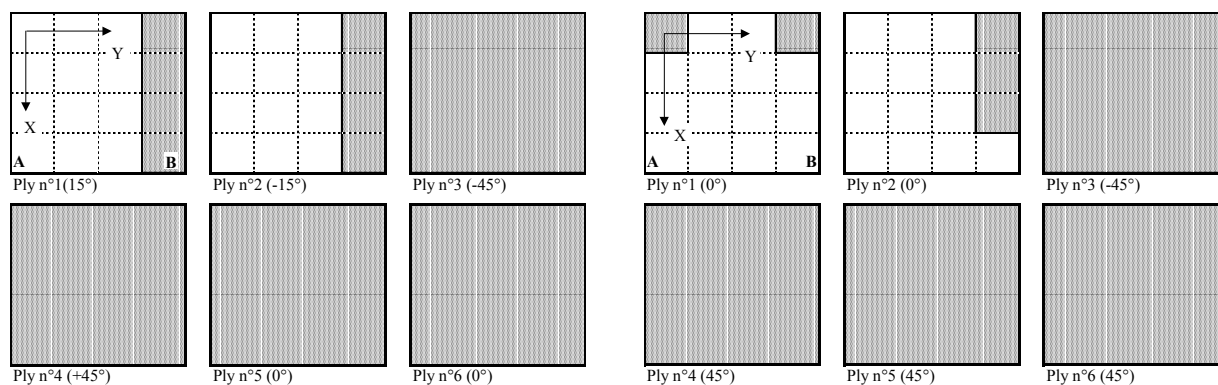 Y
X
A B
Ply n°1(15°)
Ply n°2 (-15°)
Ply n°3 (-45°)
Ply n°4 (+45°)
Ply n°5 (0°)
Ply n°6 (0°)
Y
X
A B
Ply n°1 (0°)
Ply n°2 (0°)
Ply n°3 (-45°)
Ply n°4 (45°)
Ply n°5 (45°)
Ply n°6 (45°)